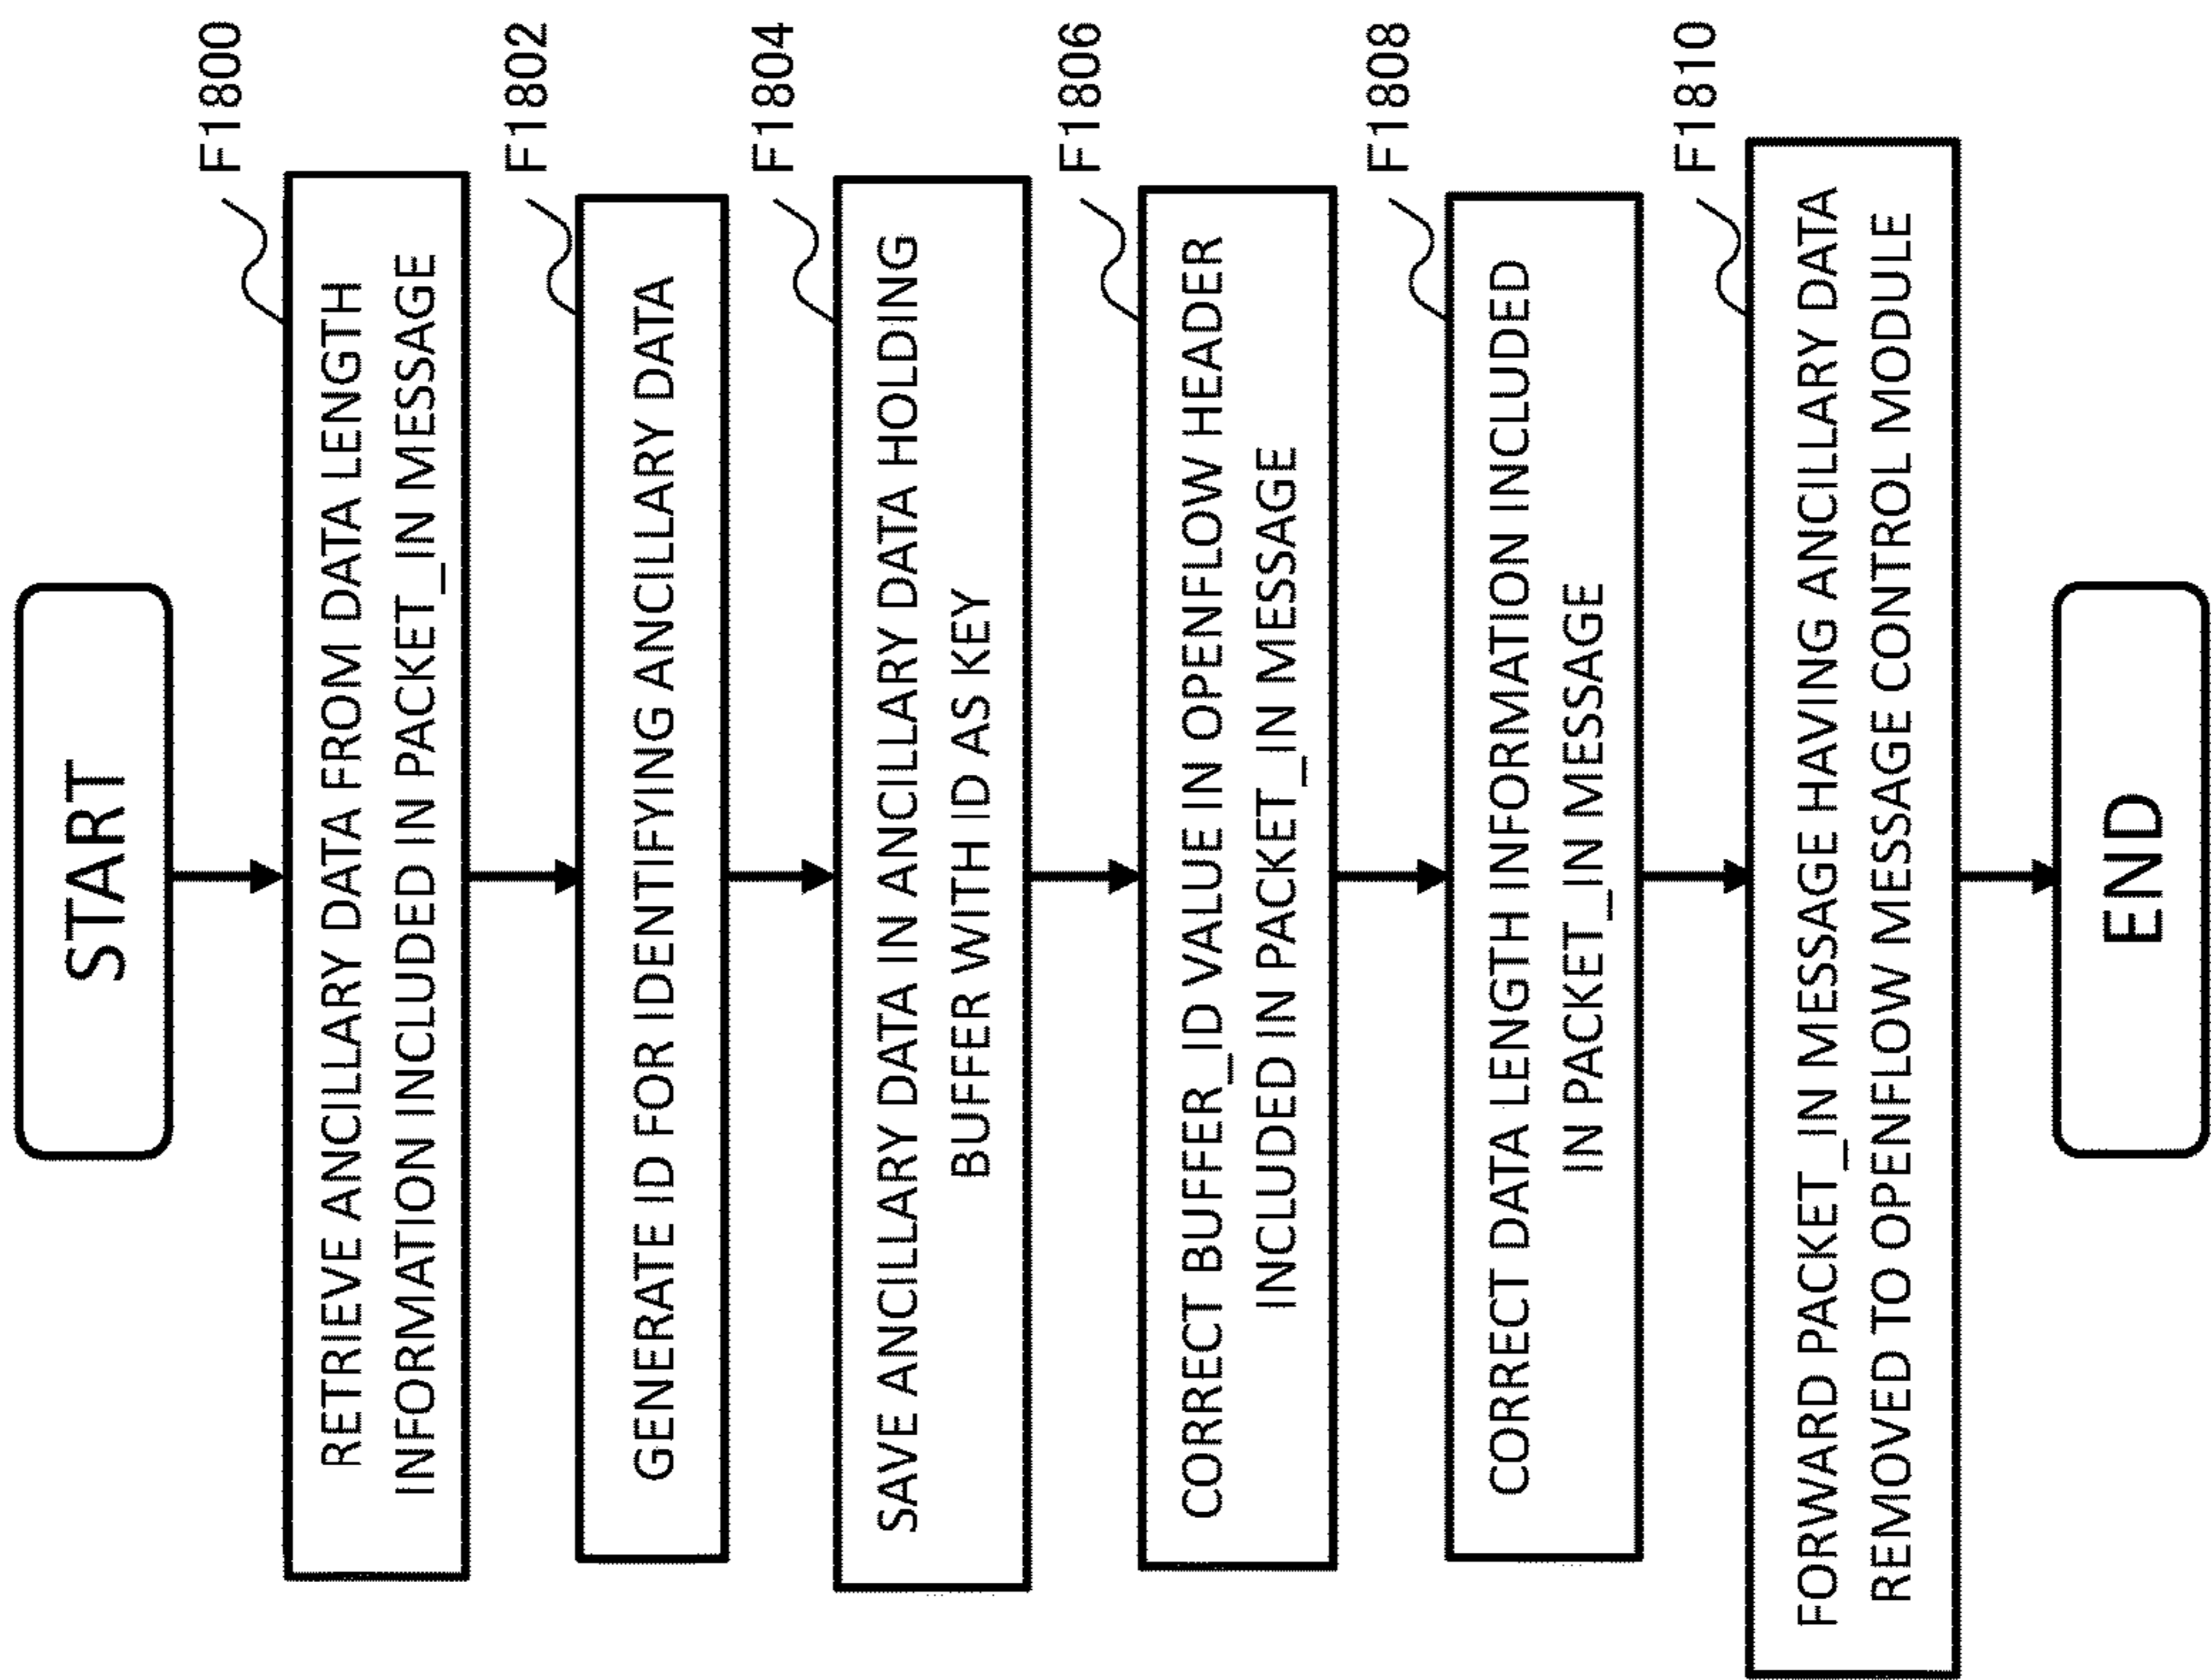 START
F1800
RETRIEVE ANCILLARY DATA FROM DATA LENGTH
INFORMATION INCLUDED IN PACKET_IN MESSAGE
F1802
GENERATE ID FOR IDENTIFYING ANCILLARY DATA
F1804
SAVE ANCILLARY DATA IN ANCILLARY DATA HOLDING
BUFFER WITH ID AS KEY
F1806
CORRECT BUFFER_ID VALUE IN OPENFLOW HEADER
INCLUDED IN PACKET_IN MESSAGE
F1808
CORRECT DATA LENGTH INFORMATION INCLUDED
IN PACKET_IN MESSAGE
F1810
FORWARD PACKET_IN MESSAGE HAVING ANCILLARY DATA
REMOVED TO OPENFLOW MESSAGE CONTROL MODULE
END